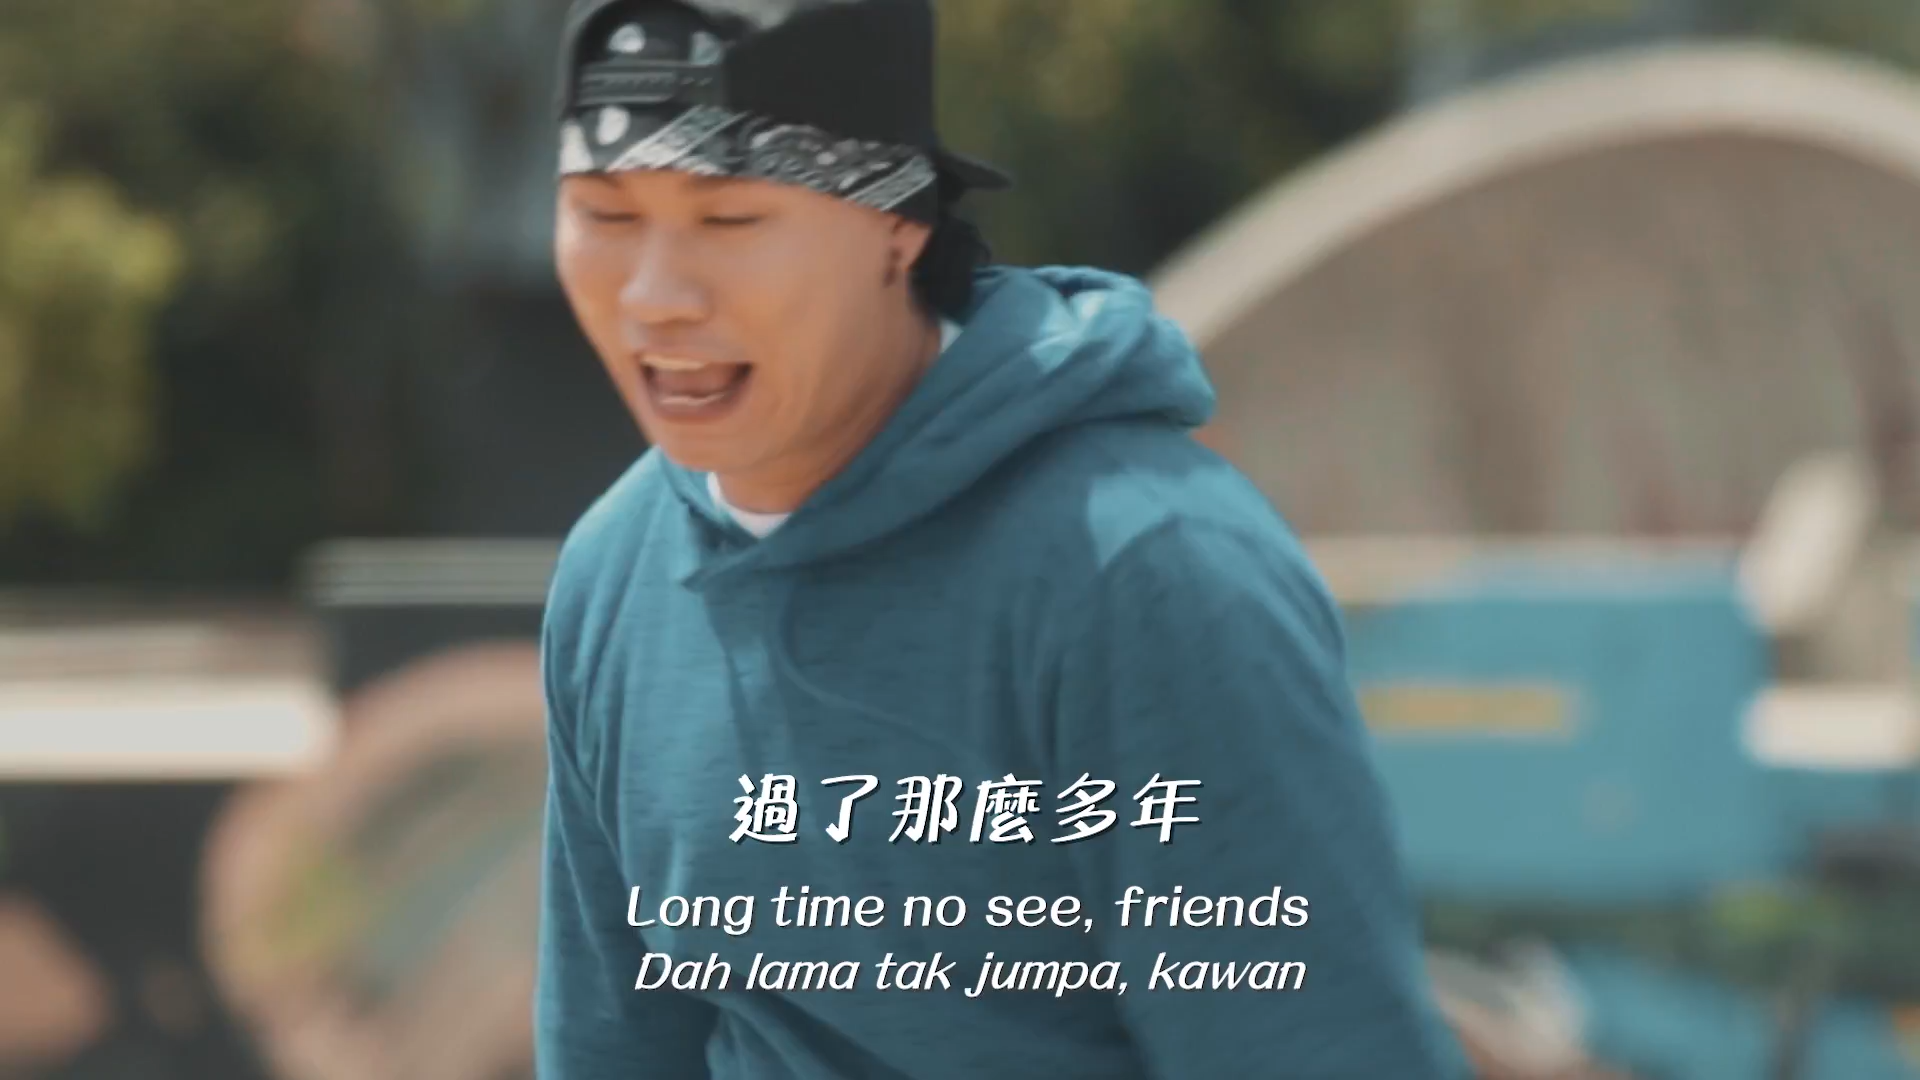 過了那麼多年
Long time no see, friends
Dah lama tak jumpa, kawan